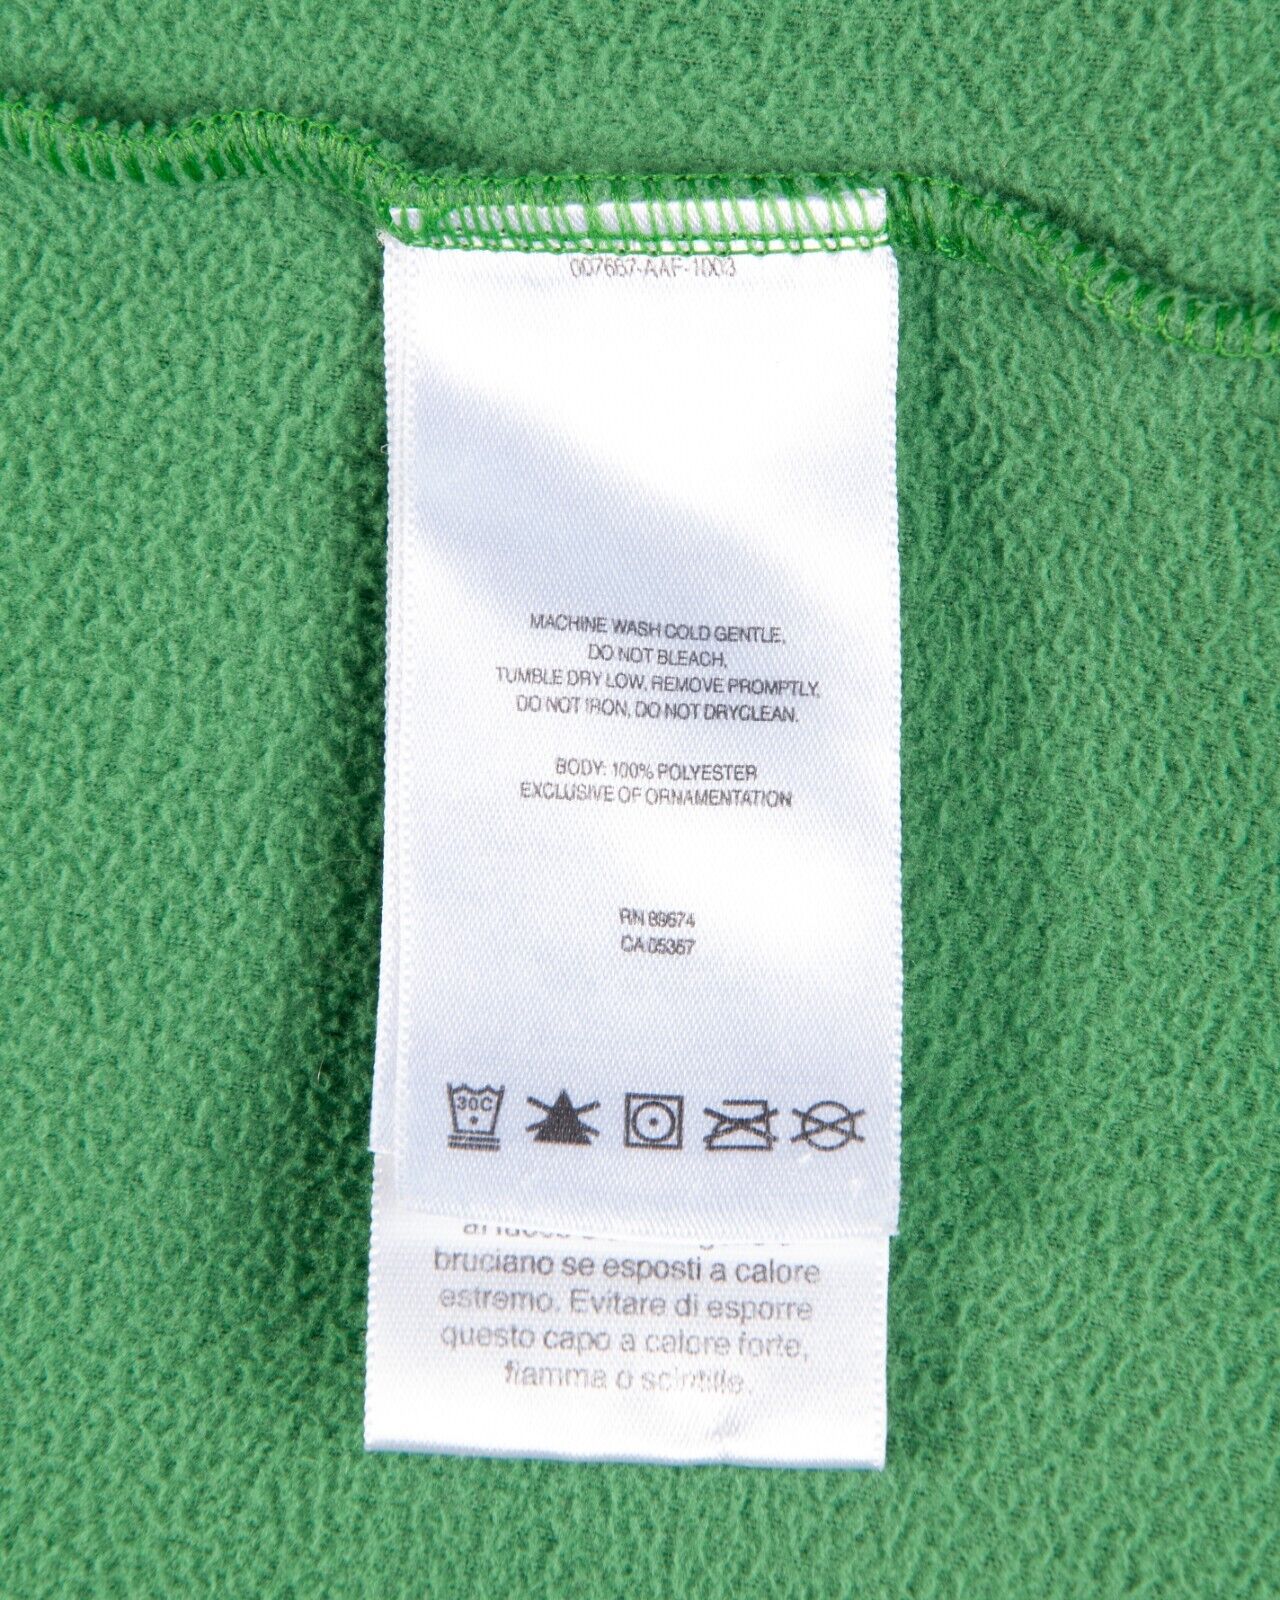 007667-AAF-1003
MACHINE WASH COLD GENTLE.
DO NOT BLEACH.
TUMBLE DRY LOW, REMOVE PROMPTLY.
DO NOT IRON, DO NOT DRYCLEAN.
BODY: 100% POLYESTER
EXCLUSIVE OF ORNAMENTATION
RN 89674
CA 05367
30C
bruciano se esposti a calore
estremo. Evitare di esporre
questo capo a calore forte,
fiamma o scintille.